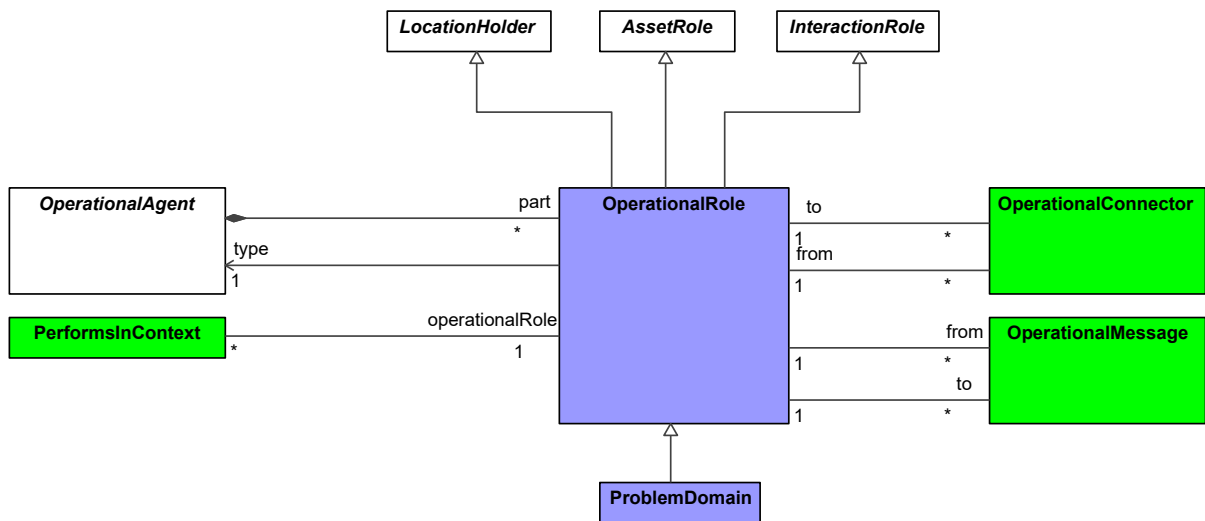 LocationHolder
AssetRole
InteractionRole
OperationalAgent
part
*
type
1
PerformsInContext
*
operationalRole
1
OperationalRole
to
1
*
from
1
*
OperationalConnector
from
1
*
to
1
*
OperationalMessage
ProblemDomain